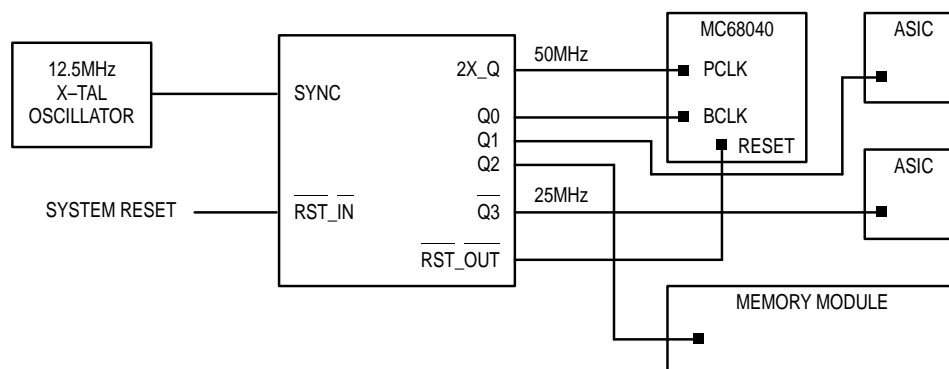 12.5MHz
X–TAL
OSCILLATOR
SYSTEM RESET
SYNC
RST_IN
2X_Q
Q0
Q1
Q2
Q3
RST_OUT
50MHz
25MHz
MC68040
PCLK
BCLK
RESET
ASIC
ASIC
MEMORY MODULE